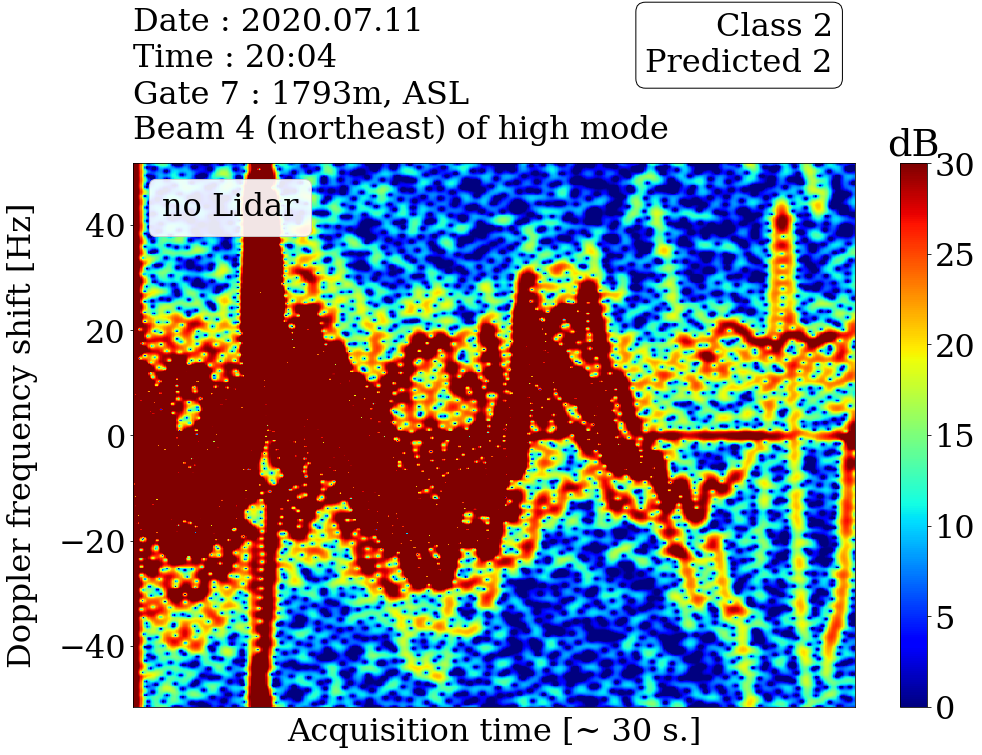 Date : 2020.07.11
Time : 20:04
Gate 7 : 1793m, ASL
Beam 4 (northeast) of high mode
Class 2
Predicted 2
dB
no Lidar
Doppler frequency shift [Hz]
40
20
0
−20
−40
30
25
20
15
10
5
0
Acquisition time [~ 30 s.]